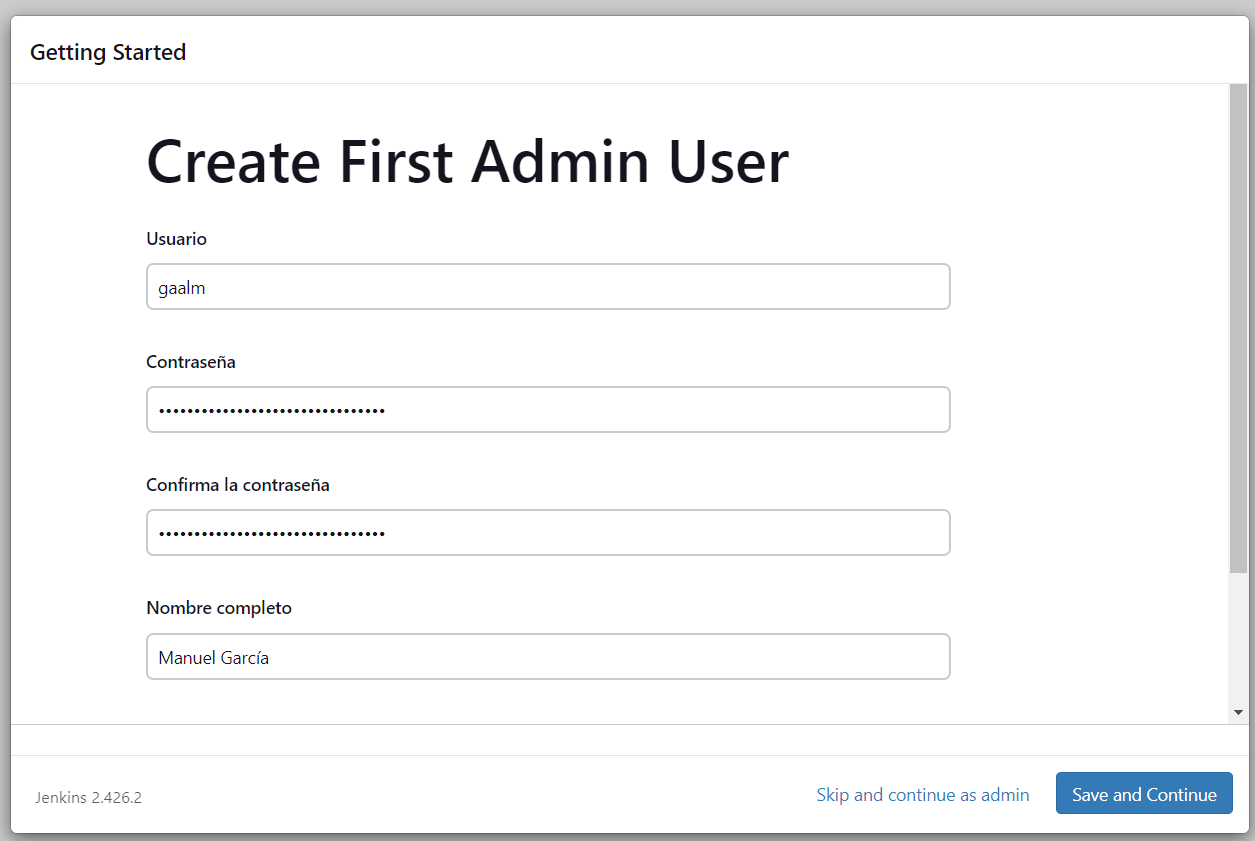 Getting Started
Create First Admin User
Usuario
gaalm
Contraseña
••••••••••••••••••••••••••••••••
Confirma la contraseña
••••••••••••••••••••••••••••••••
Nombre completo
Manuel García
Jenkins 2.426.2
Skip and continue as admin
Save and Continue